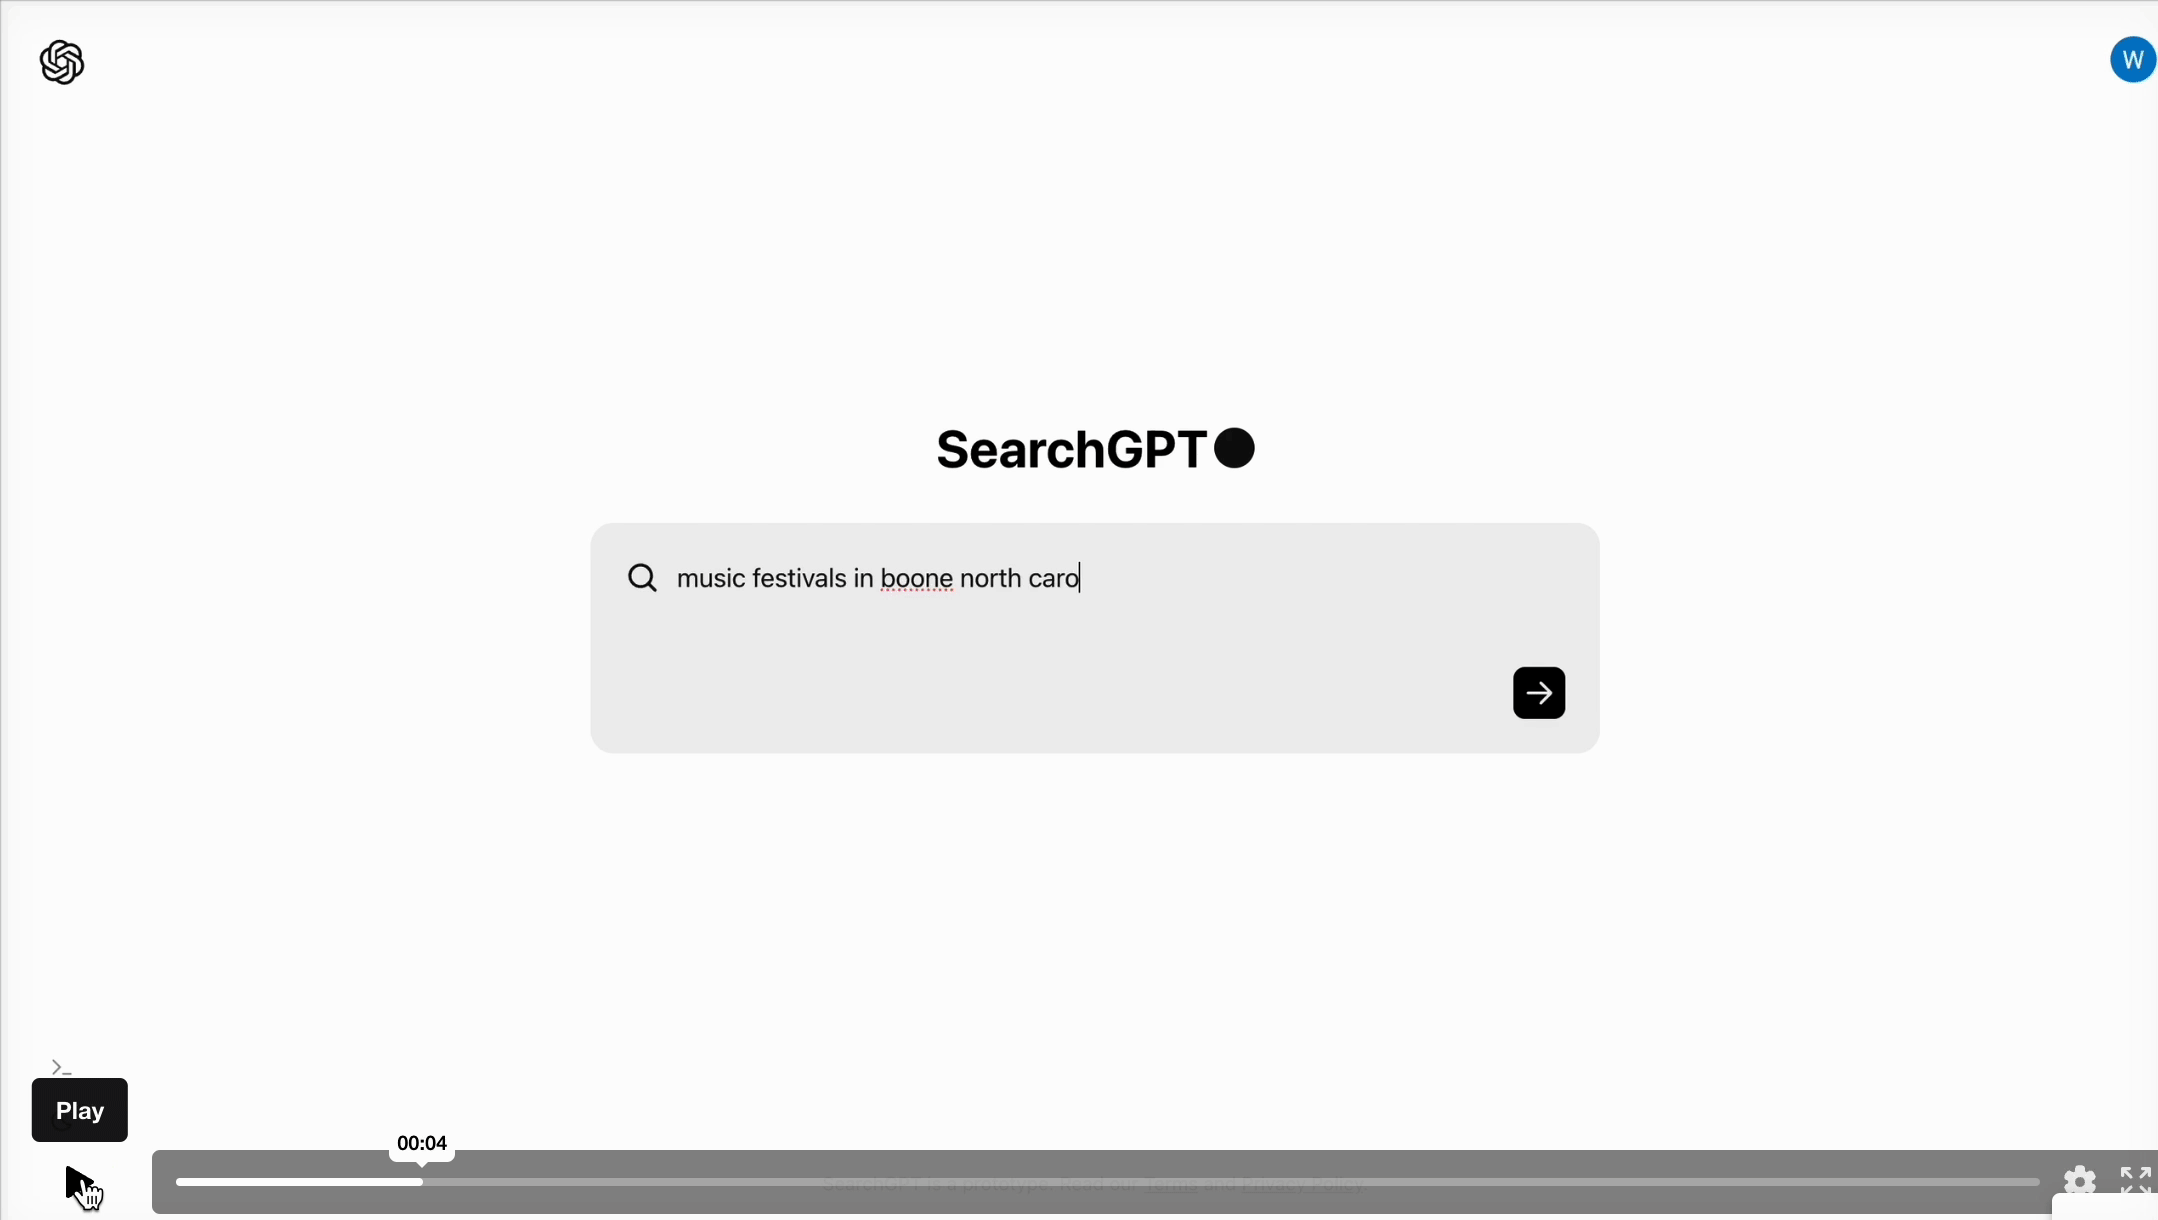 W
SearchGPT
music festivals in boone north caro
>_
Play
00:04
SearchGPT is a prototype. Read our Terms and Privacy Policy.